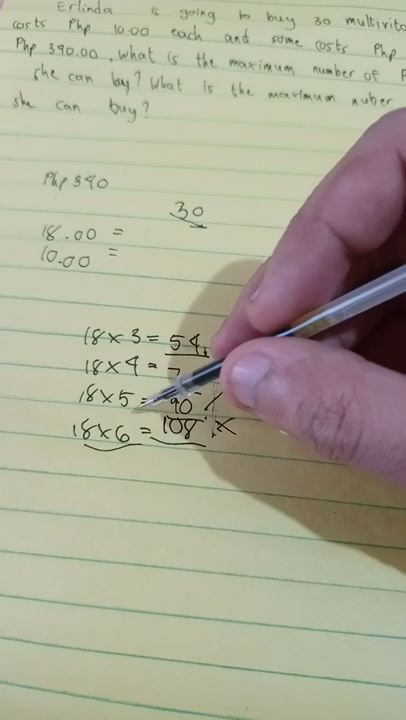 Erlinda is going to buy 30
costs Php 10.00 each and some costs Php
Php 390.00. What is the maximum number of
she can buy? What is the maximum nuber
she can buy?
Php 390
30
18.00 =
10.00 =
18×3 = 54
18×4 =
18×5 = 90
18×6 = 108 ×